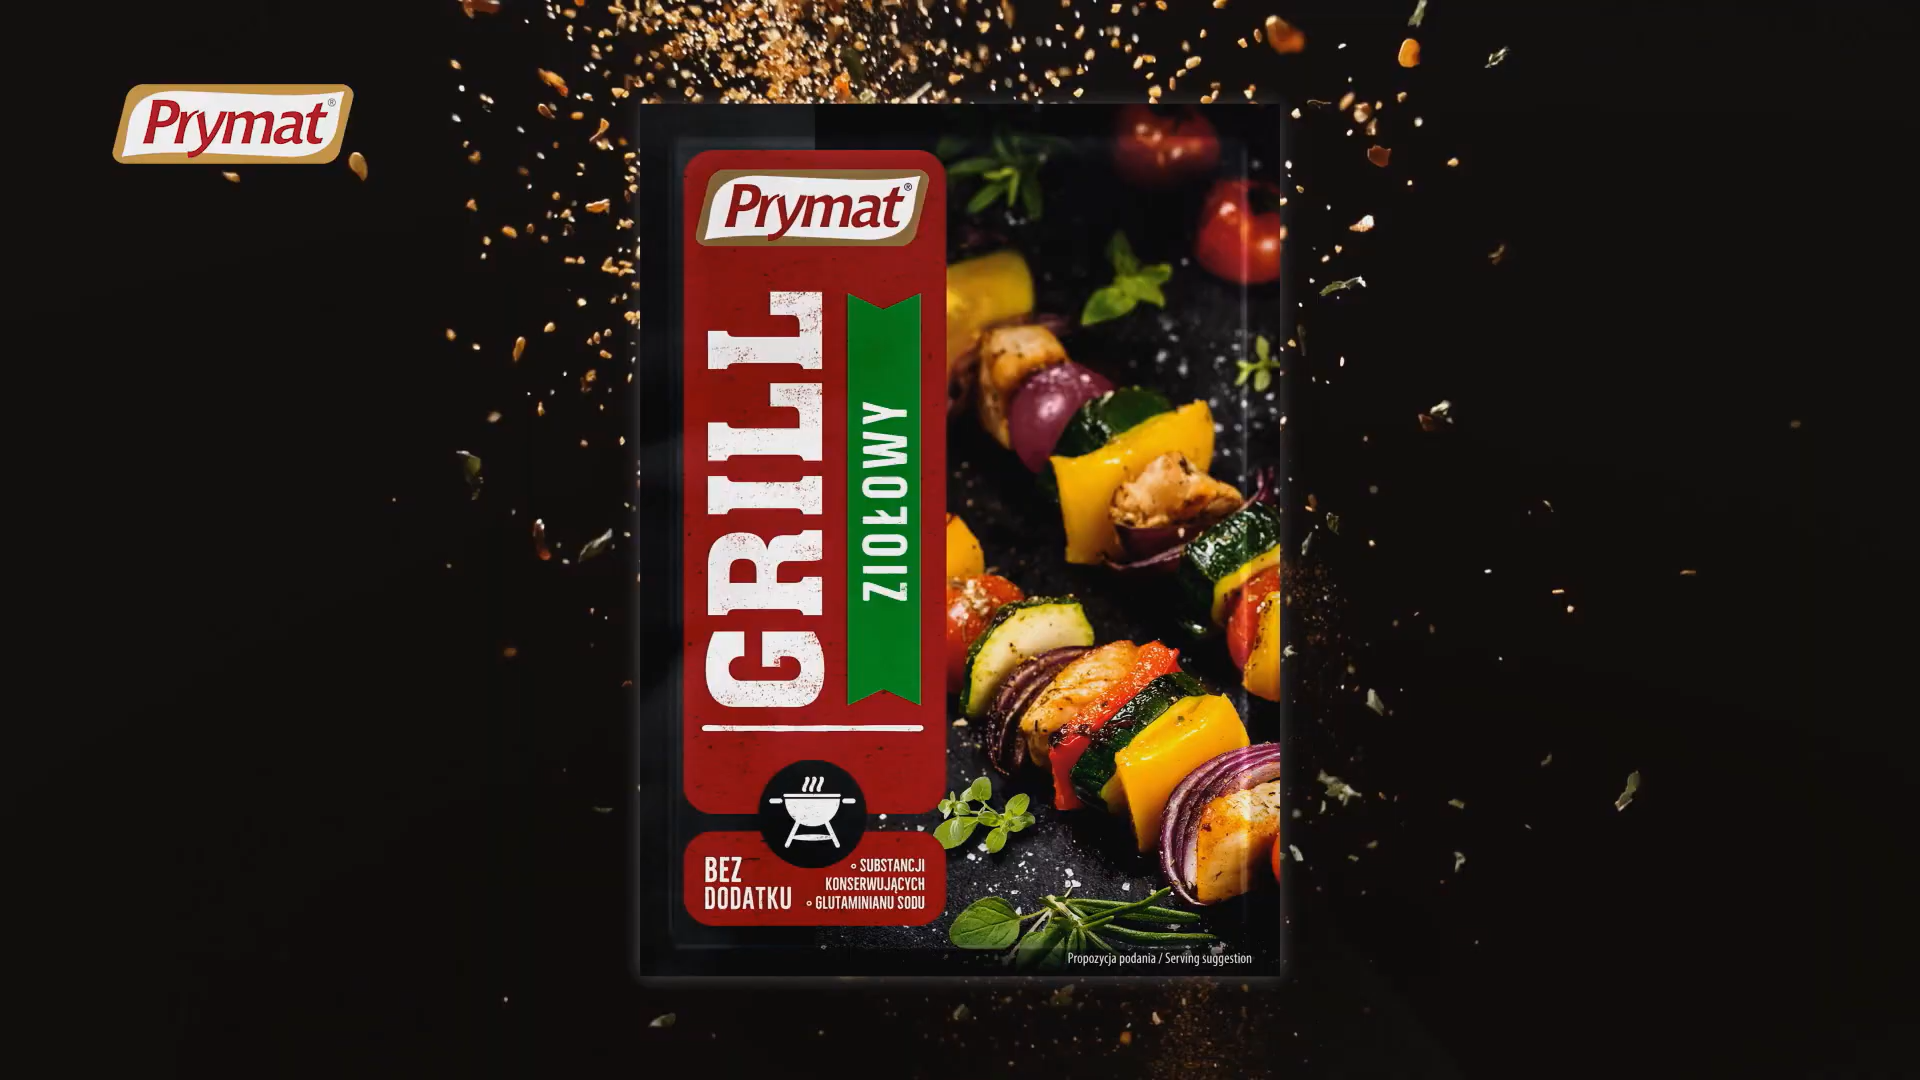 Prymat®
Prymat®
GRILL
ZIOŁOWY
BEZ
DODATKU
◦ SUBSTANCJI
KONSERWUJĄCYCH
◦ GLUTAMINIANU SODU
Propozycja podania / Serving suggestion